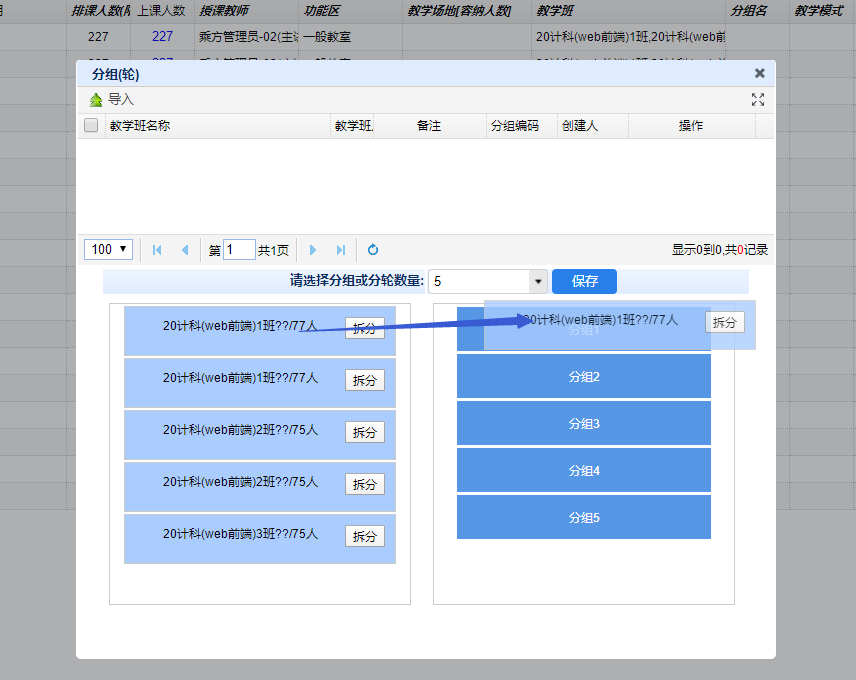 排课人数(
上课人数
授课教师
功能区
教学场地[容纳人数]
教学班
分组名
教学模式
227
227
乘方管理员-02(主讲
一般教室
20计科(web前端)1班,20计科(web前
分组(轮)
导入
教学班名称
教学班
备注
分组编码
创建人
操作
100
第 1 共1页
显示0到0,共0记录
请选择分组或分轮数量:
5
保存
20计科(web前端)1班??/77人
拆分
20计科(web前端)1班??/77人
拆分
20计科(web前端)2班??/75人
拆分
20计科(web前端)2班??/75人
拆分
20计科(web前端)3班??/75人
拆分
20计科(web前端)1班??/77人
拆分
分组1
分组2
分组3
分组4
分组5